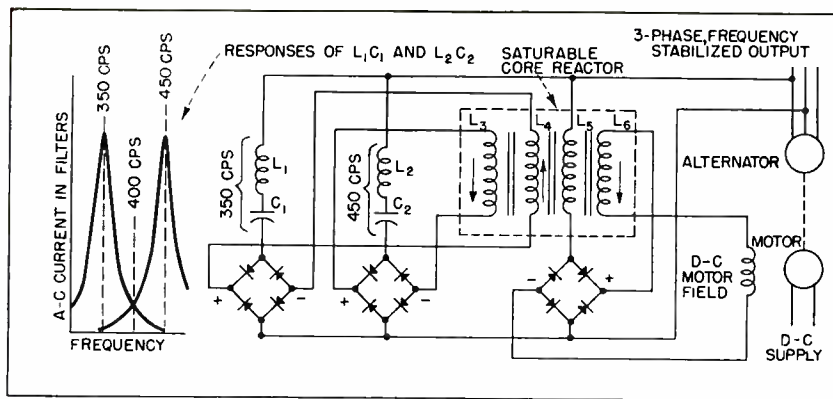 3-PHASE, FREQUENCY
STABILIZED OUTPUT
RESPONSES OF L₁C₁ AND L₂C₂
SATURABLE
CORE REACTOR
350 CPS
450 CPS
400 CPS
A-C CURRENT IN FILTERS
FREQUENCY
350 CPS
L₁
C₁
450 CPS
L₂
C₂
L₃
L₄
L₅
L₆
ALTERNATOR
MOTOR
D-C
MOTOR
FIELD
D-C
SUPPLY
+
-
+
-
-
+